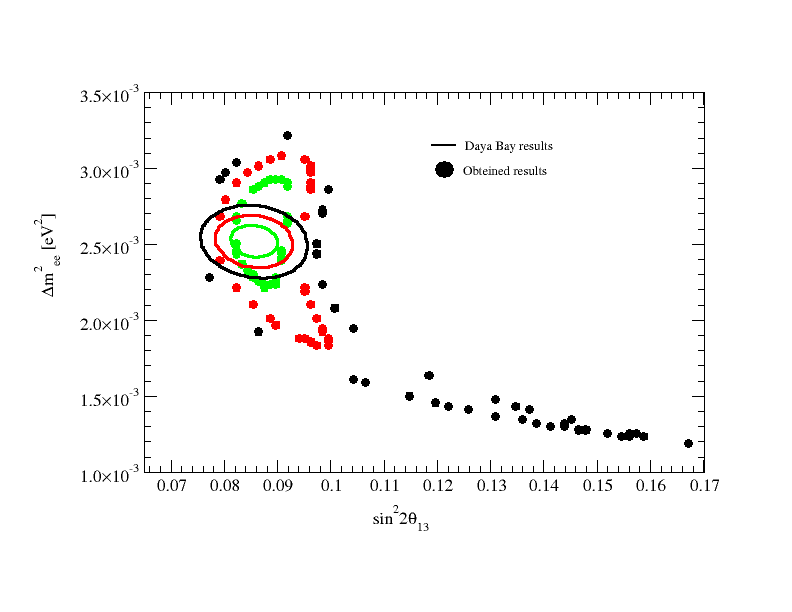 3.5×10⁻³
Daya Bay results
Obteined results
3.0×10⁻³
2.5×10⁻³
2.0×10⁻³
1.5×10⁻³
1.0×10⁻³
Δm²ₑₑ [eV²]
0.07 0.08 0.09 0.1 0.11 0.12 0.13 0.14 0.15 0.16 0.17
sin²2θ₁₃